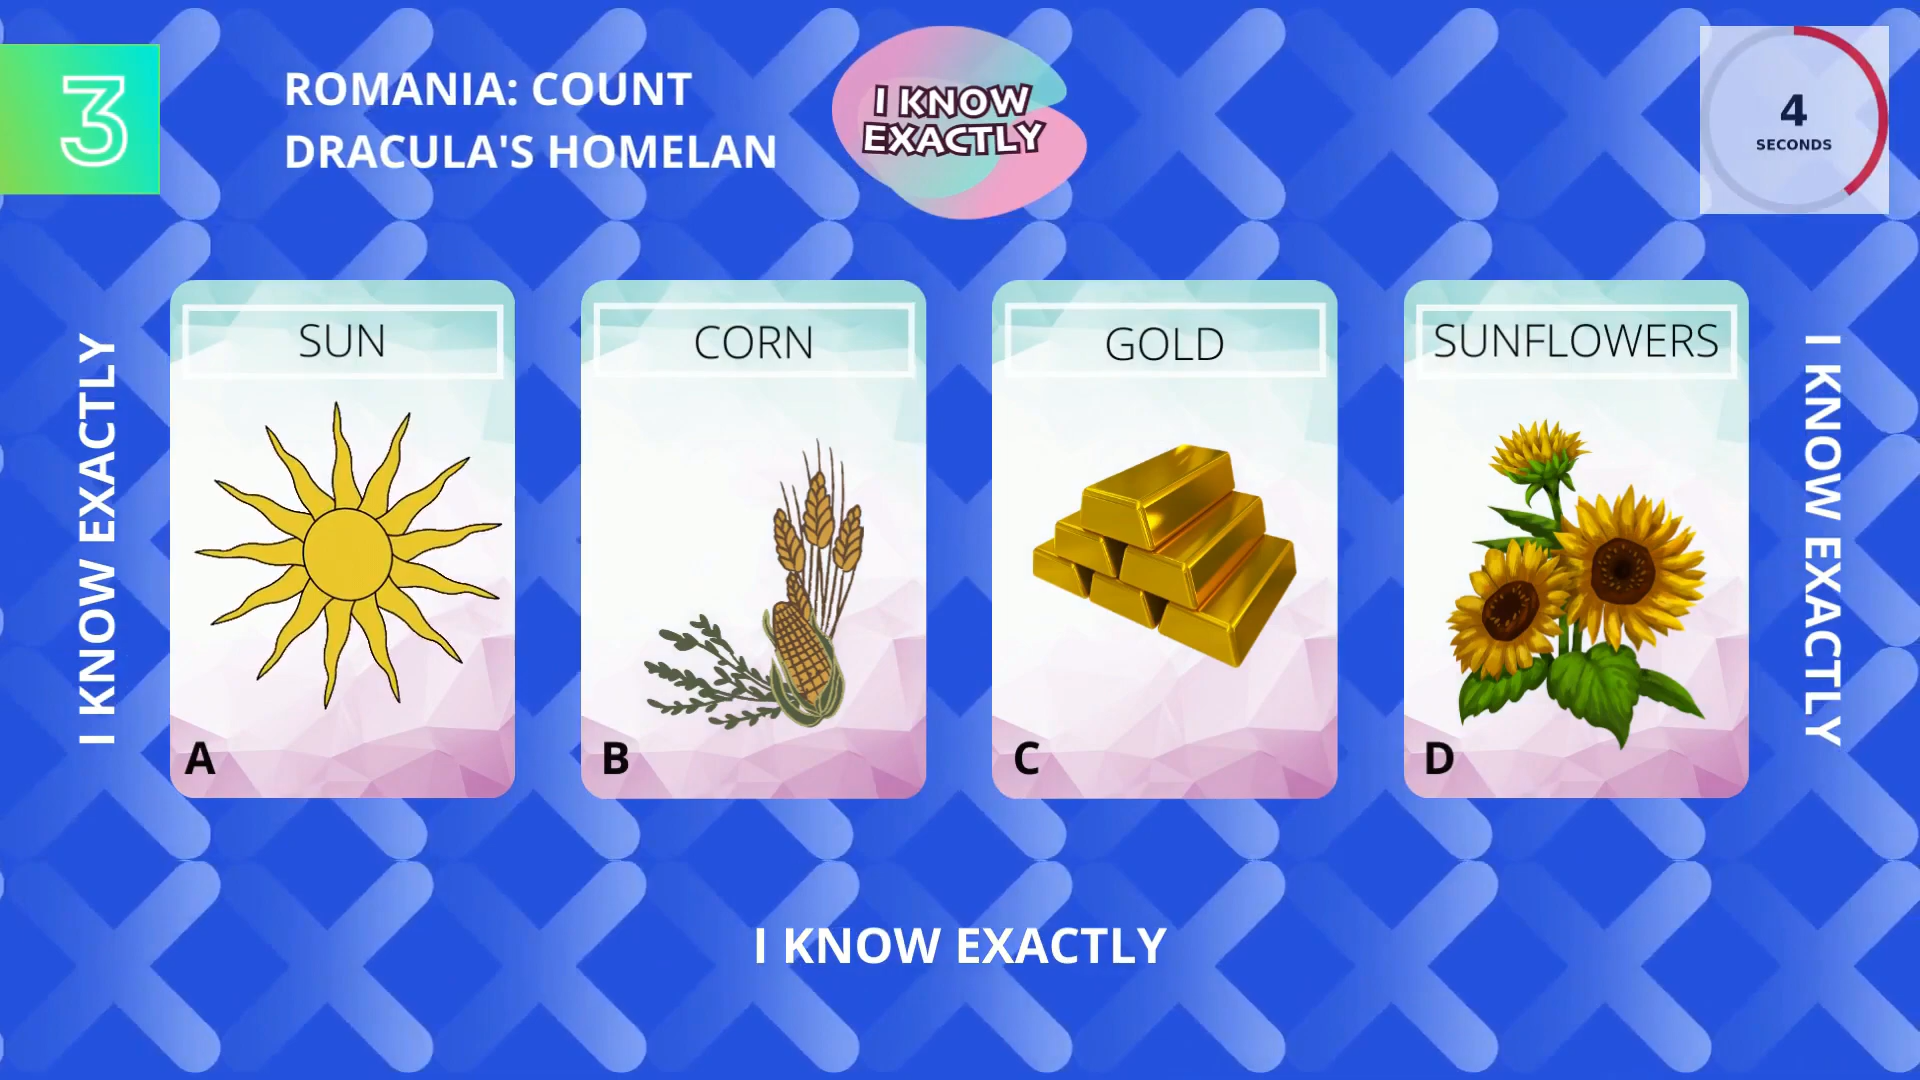 3
ROMANIA: COUNT
DRACULA'S HOMELAN
I KNOW
EXACTLY
4
SECONDS
I KNOW EXACTLY
SUN
A
CORN
B
GOLD
C
SUNFLOWERS
D
I KNOW EXACTLY
I KNOW EXACTLY